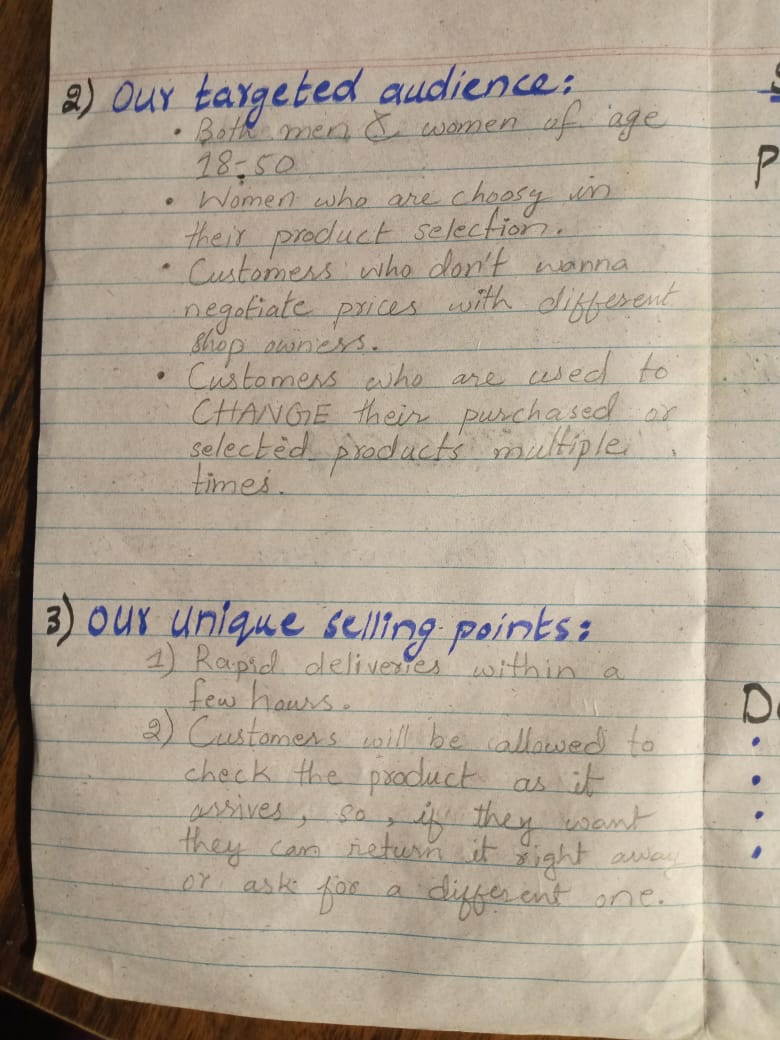 2) Our targeted audience:
• Both men & women of age
18-50
• Women who are choosy in
their product selection.
• Customers who don't wanna
negotiate prices with different
shop owners.
• Customers who are used to
CHANGE their purchased or
selected products multiple
times.
3) Our unique selling points:
1) Rapid deliveries within a
few hours.
2) Customers will be allowed to
check the product as it
arrives, so, if they want
they can return it right away
or ask for a different one.
S
P
D
•
•
•
•